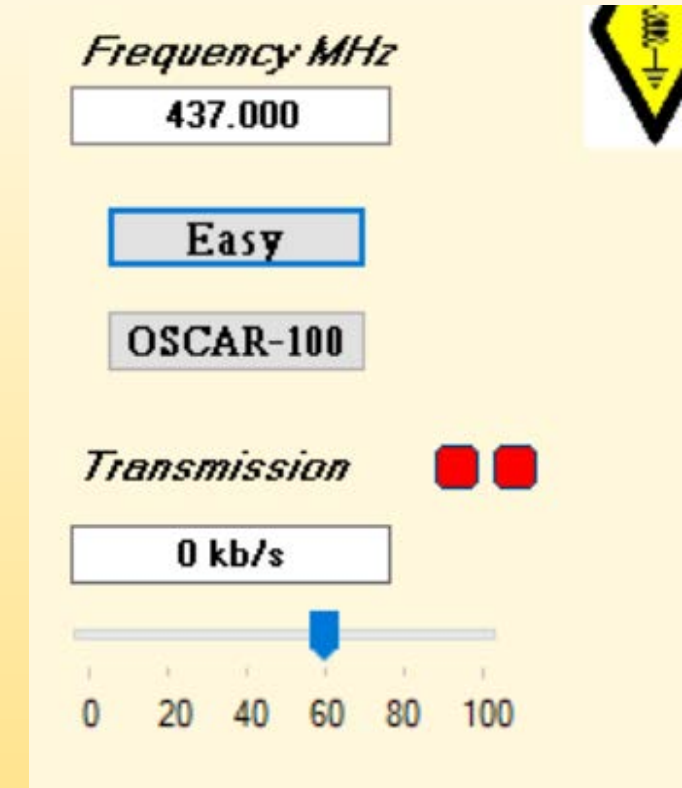 Frequency MHz
437.000
Easy
OSCAR-100
Transmission
0 kb/s
0 20 40 60 80 100